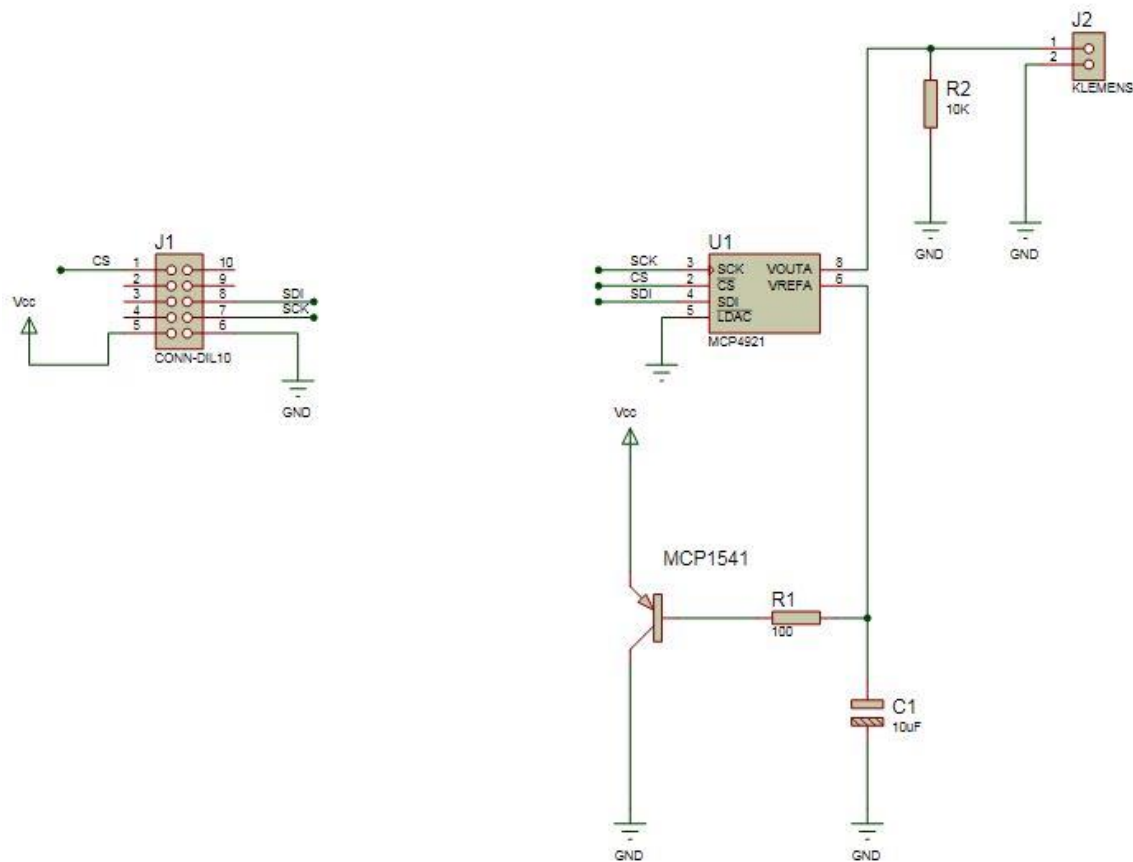 J2
1
2
KLEMENS
R2
10K
GND
GND
J1
CS
1
10
2
9
3
8
SDI
4
7
SCK
5
6
Vcc
CONN-DIL10
GND
U1
SCK
3
SCK
VOUTA
8
CS
2
CS
VREFA
6
SDI
4
SDI
5
LDAC
MCP4921
Vcc
MCP1541
R1
100
C1
10uF
GND
GND